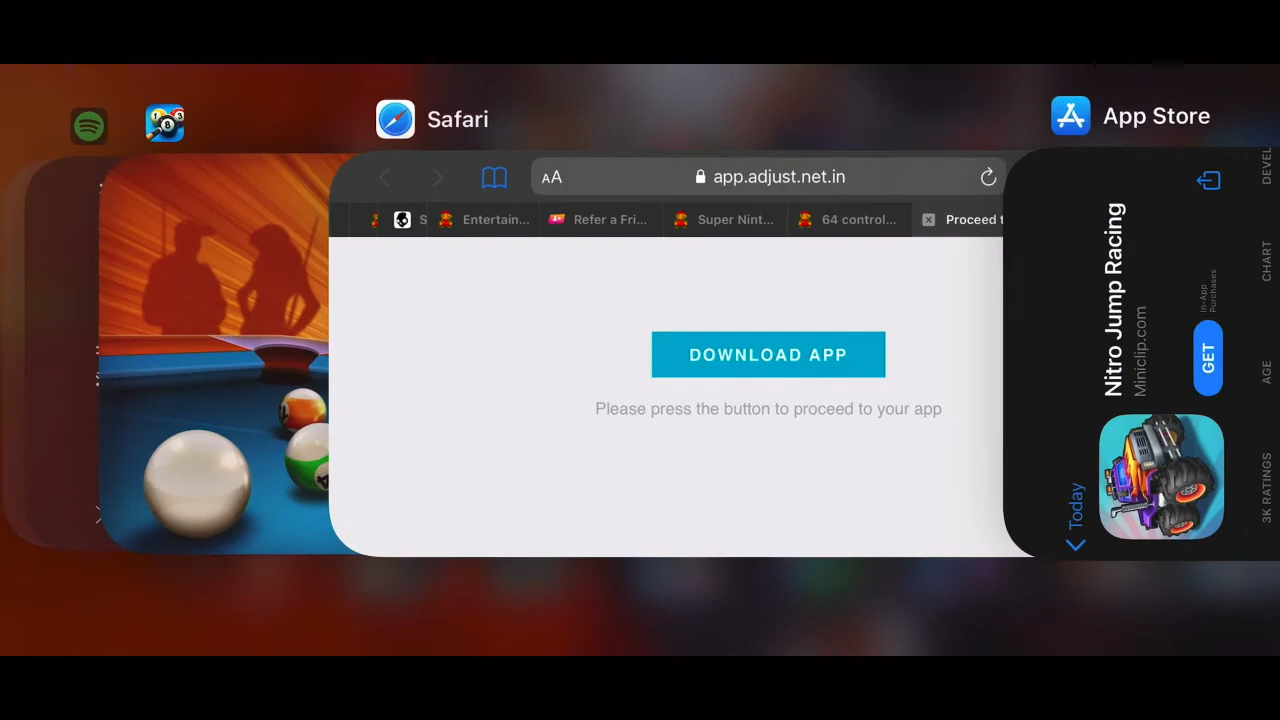 Safari
App Store
AA
app.adjust.net.in
S
Entertain...
Refer a Fri...
Super Nint...
64 control...
Proceed t
DOWNLOAD APP
Please press the button to proceed to your app
Today
Nitro Jump Racing
Miniclip.com
GET
In-App
Purchases
3K RATINGS
AGE
CHART
DEVEL